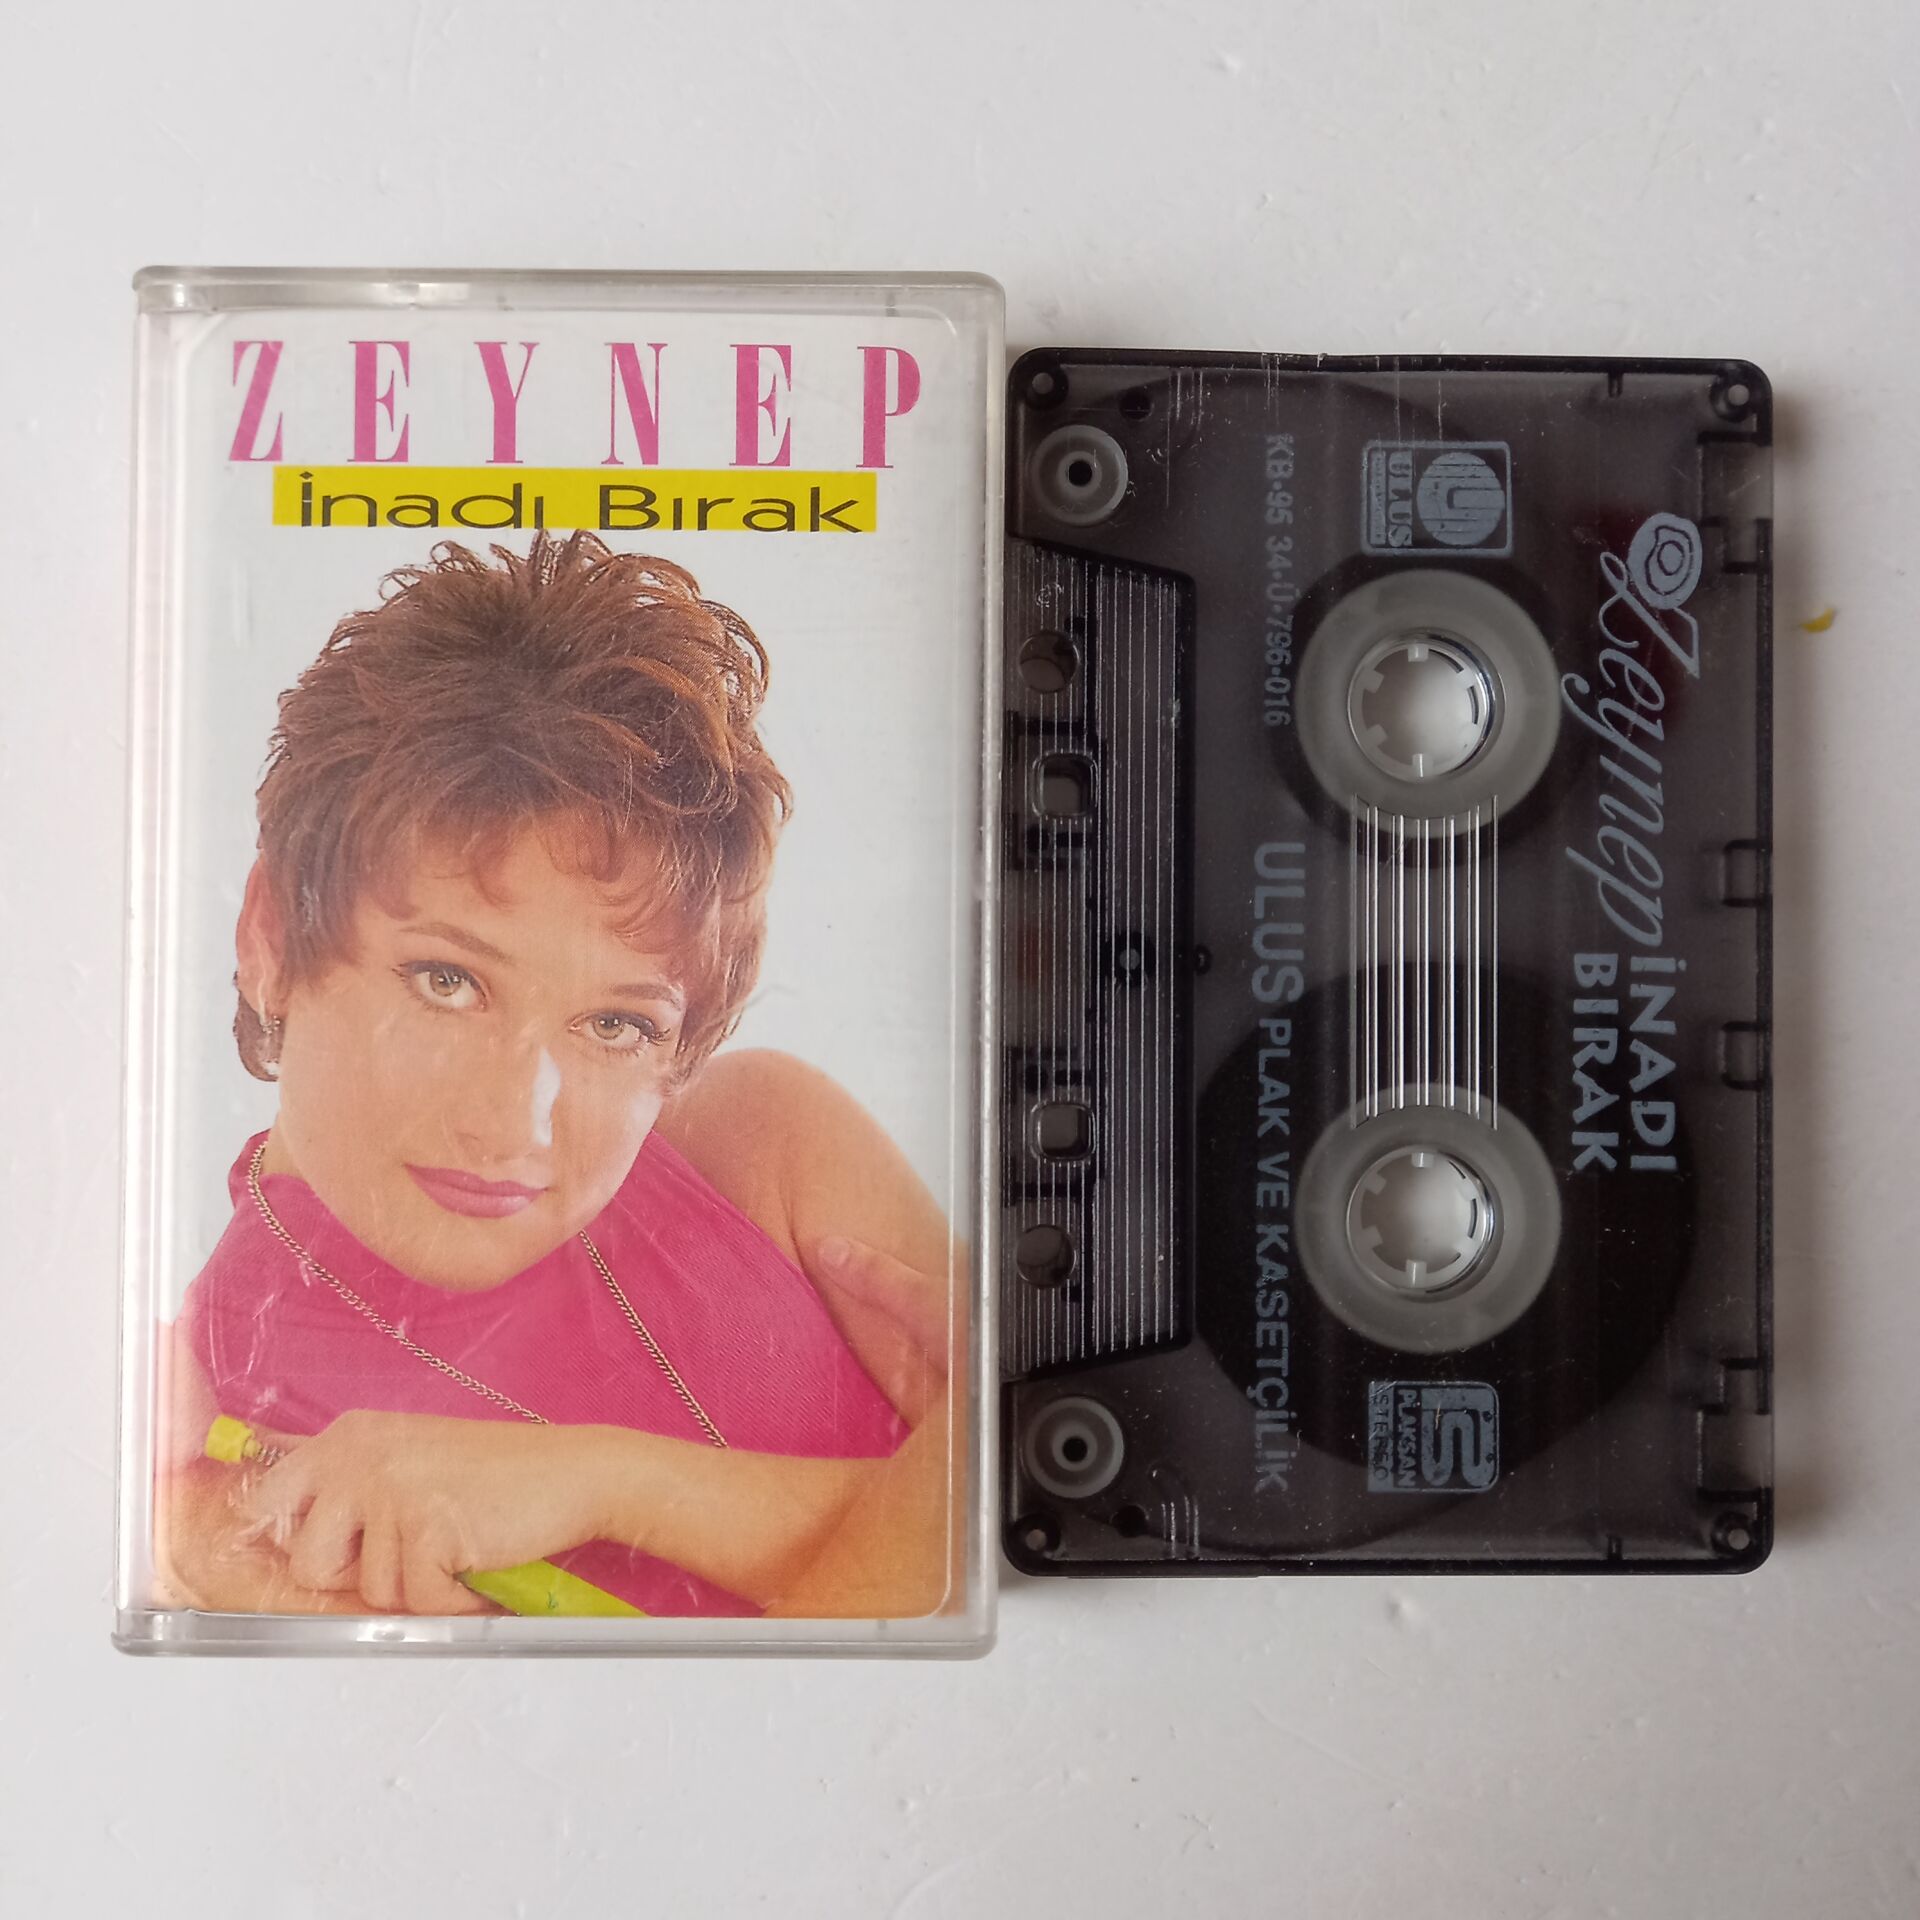 ZEYNEP
İnadı Bırak
Zeynep İNADI
BIRAK
ULUS
PLAKSAN
STEREO
KB·95 34·Ü·796·016
ULUS PLAK VE KASETÇİLİK